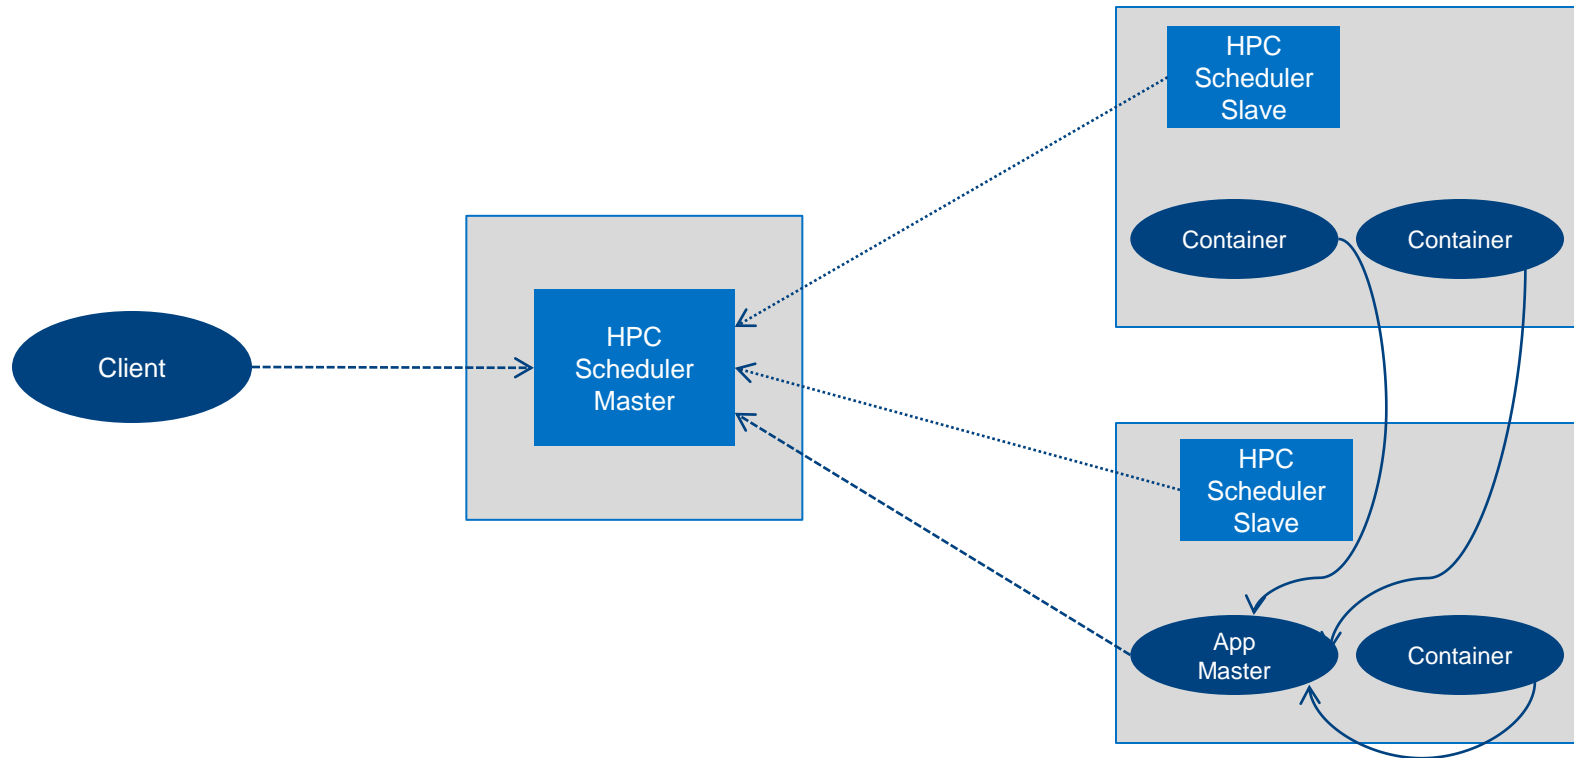 Client
HPC
Scheduler
Master
HPC
Scheduler
Slave
Container
Container
HPC
Scheduler
Slave
App
Master
Container